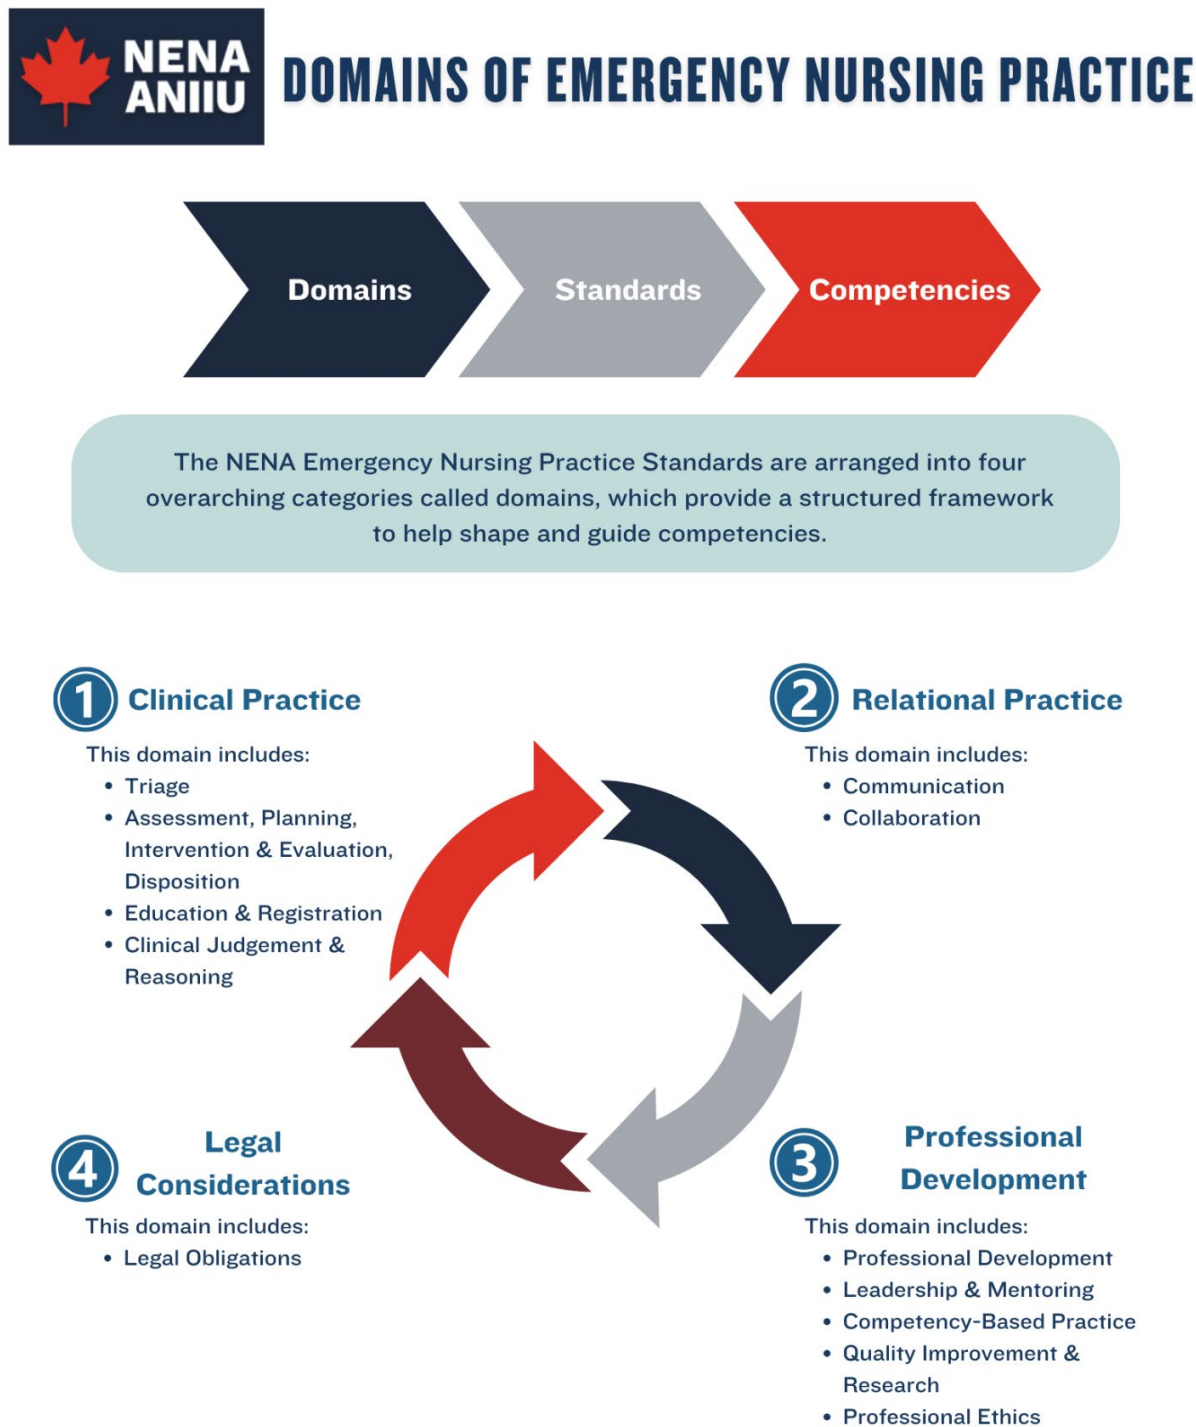 NENA
ANIIU
DOMAINS OF EMERGENCY NURSING PRACTICE
Domains
Standards
Competencies
The NENA Emergency Nursing Practice Standards are arranged into four
overarching categories called domains, which provide a structured framework
to help shape and guide competencies.
1 Clinical Practice
This domain includes:
• Triage
• Assessment, Planning,
Intervention & Evaluation,
Disposition
• Education & Registration
• Clinical Judgement &
Reasoning
2 Relational Practice
This domain includes:
• Communication
• Collaboration
3 Professional
Development
This domain includes:
• Professional Development
• Leadership & Mentoring
• Competency-Based Practice
• Quality Improvement &
Research
• Professional Ethics
4 Legal
Considerations
This domain includes:
• Legal Obligations